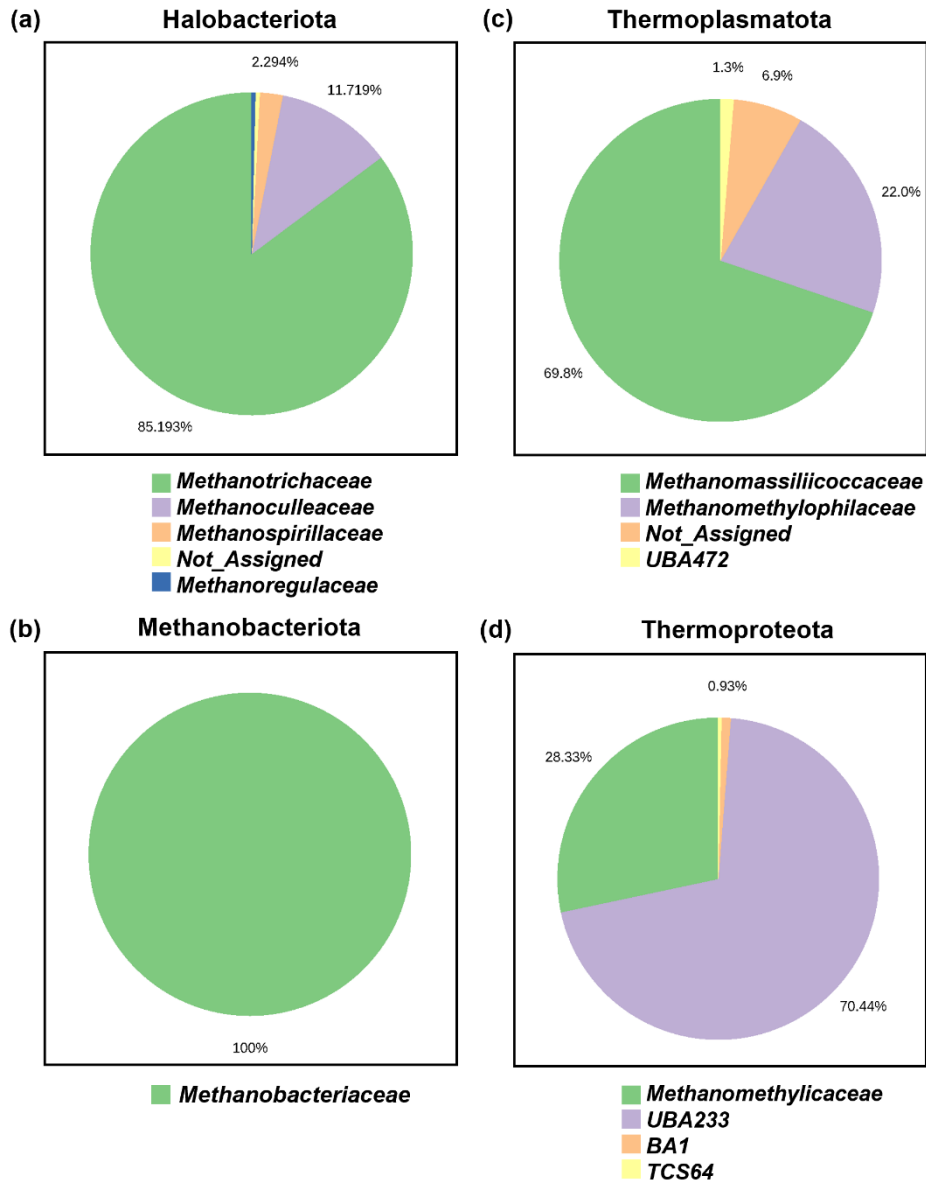 (a) Halobacteriota
2.294%
11.719%
85.193%
Methanotrichaceae
Methanoculleaceae
Methanospirillaceae
Not_Assigned
Methanoregulaceae
(b) Methanobacteriota
100%
Methanobacteriaceae
(c) Thermoplasmatota
1.3%
6.9%
22.0%
69.8%
Methanomassiliicoccaceae
Methanomethylophilaceae
Not_Assigned
UBA472
(d) Thermoproteota
0.93%
28.33%
70.44%
Methanomethylicaceae
UBA233
BA1
TCS64